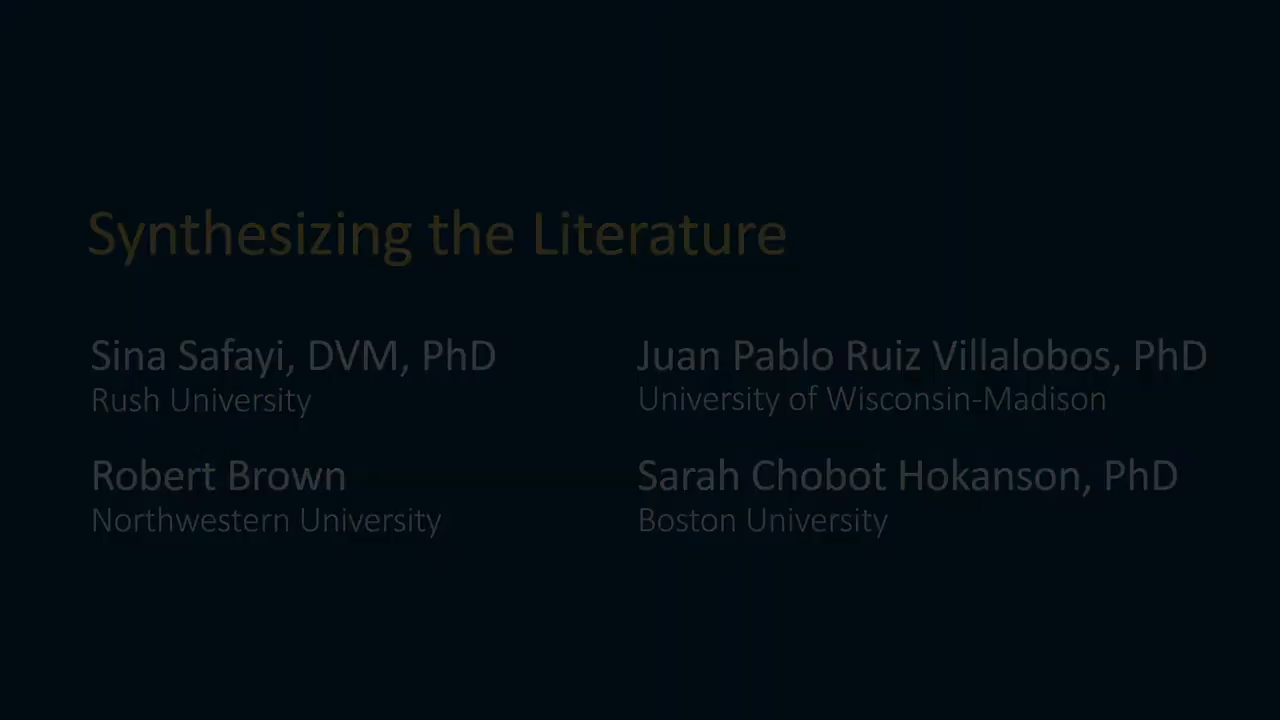 Synthesizing the Literature
Sina Safayi, DVM, PhD
Rush University
Juan Pablo Ruiz Villalobos, PhD
University of Wisconsin-Madison
Robert Brown
Northwestern University
Sarah Chobot Hokanson, PhD
Boston University